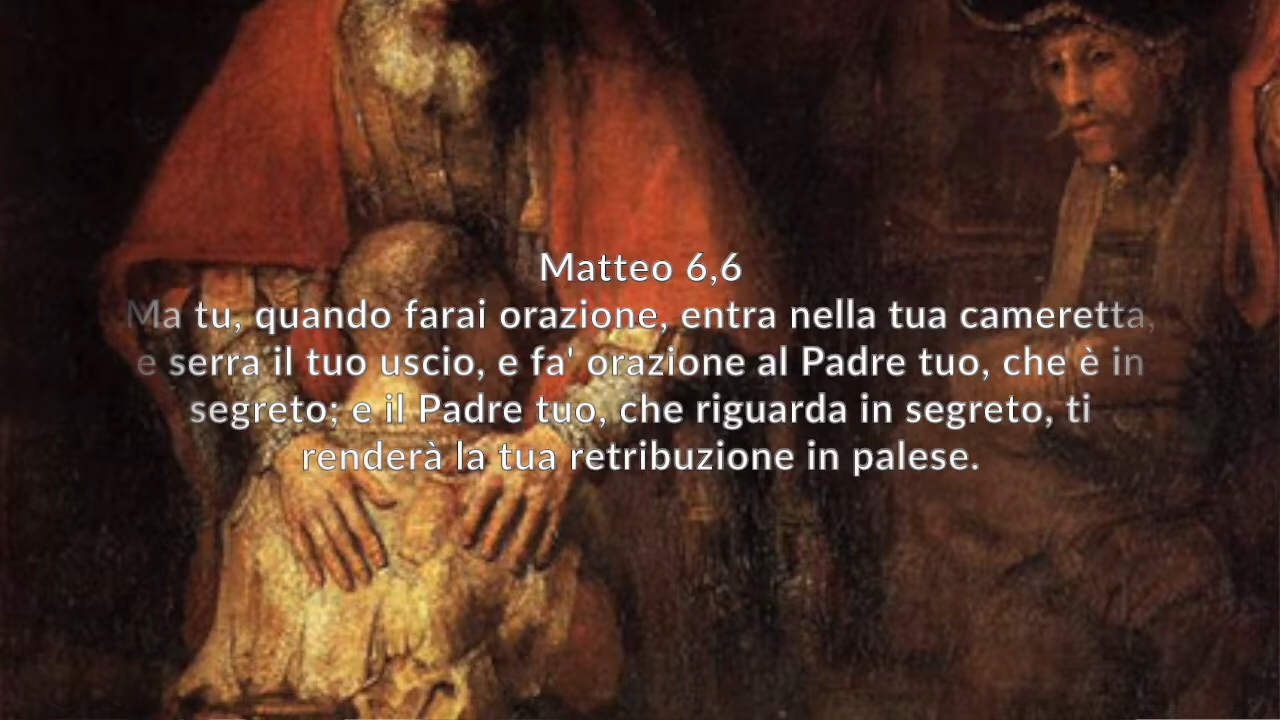 Matteo 6,6
Ma tu, quando farai orazione, entra nella tua cameretta,
e serra il tuo uscio, e fa' orazione al Padre tuo, che è in
segreto; e il Padre tuo, che riguarda in segreto, ti
renderà la tua retribuzione in palese.